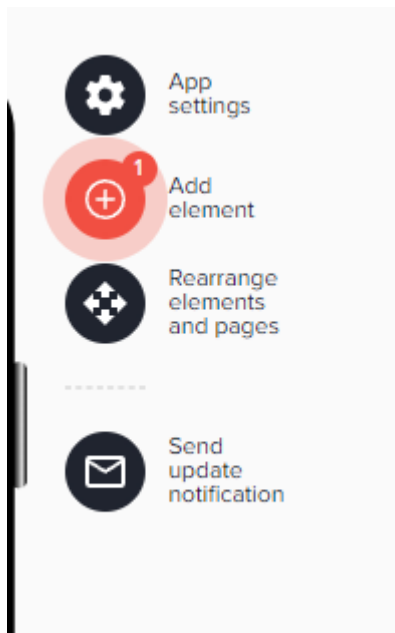 App
settings
1
Add
element
Rearrange
elements
and pages
Send
update
notification